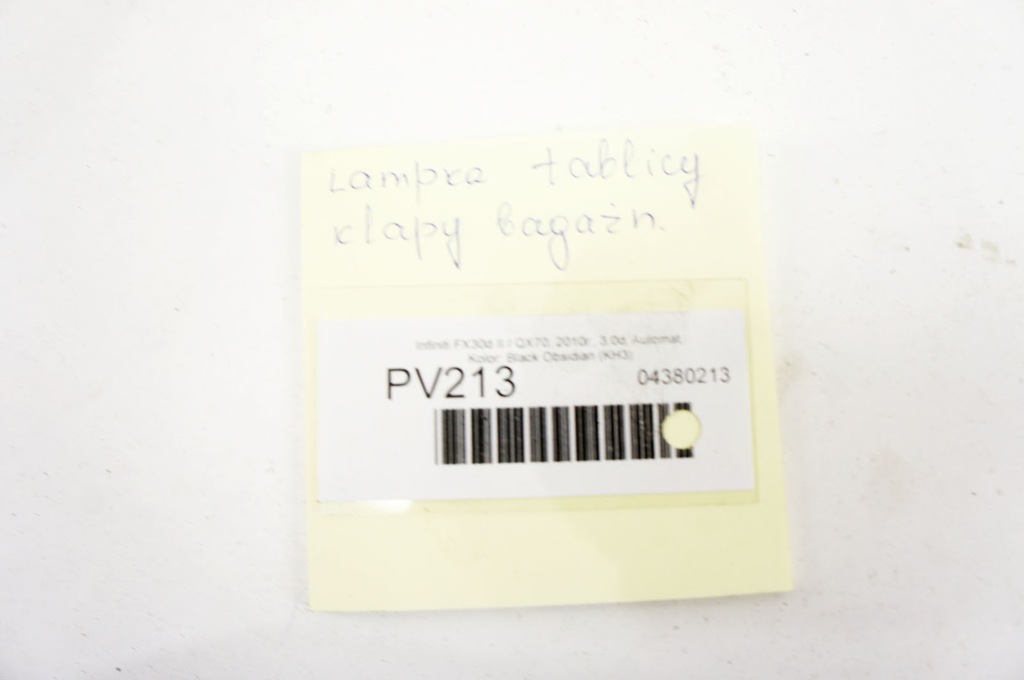 Lampka tablicy
klapy bagażn.
Infiniti FX30d II / QX70, 2010r., 3.0d, Automat,
Kolor: Black Obsidian (KH3)
PV213
04380213